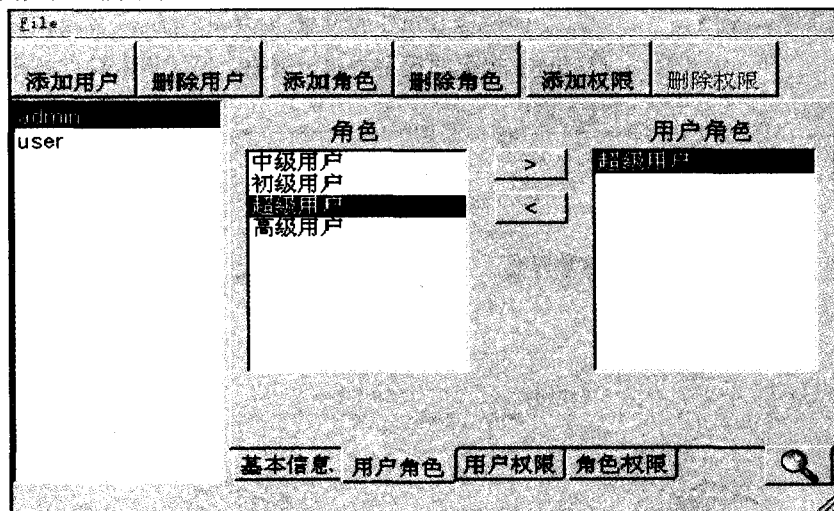 File
添加用户 删除用户 添加角色 删除角色 添加权限 删除权限
admin
user
角色
中级用户
初级用户
超级用户
高级用户
>
<
用户角色
超级用户
基本信息 用户角色 用户权限 角色权限